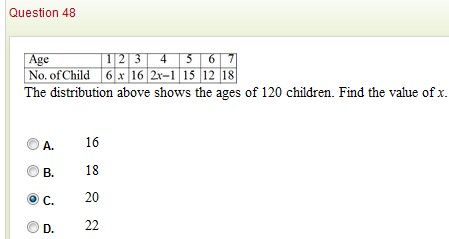 Question 48
Age 1 2 3 4 5 6 7
No. of Child 6 x 16 2x–1 15 12 18
The distribution above shows the ages of 120 children. Find the value of x.
A. 16
B. 18
C. 20
D. 22